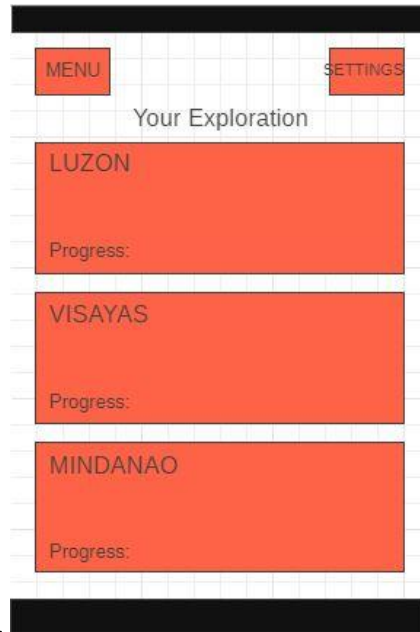 MENU
SETTINGS
Your Exploration
LUZON
Progress:
VISAYAS
Progress:
MINDANAO
Progress: